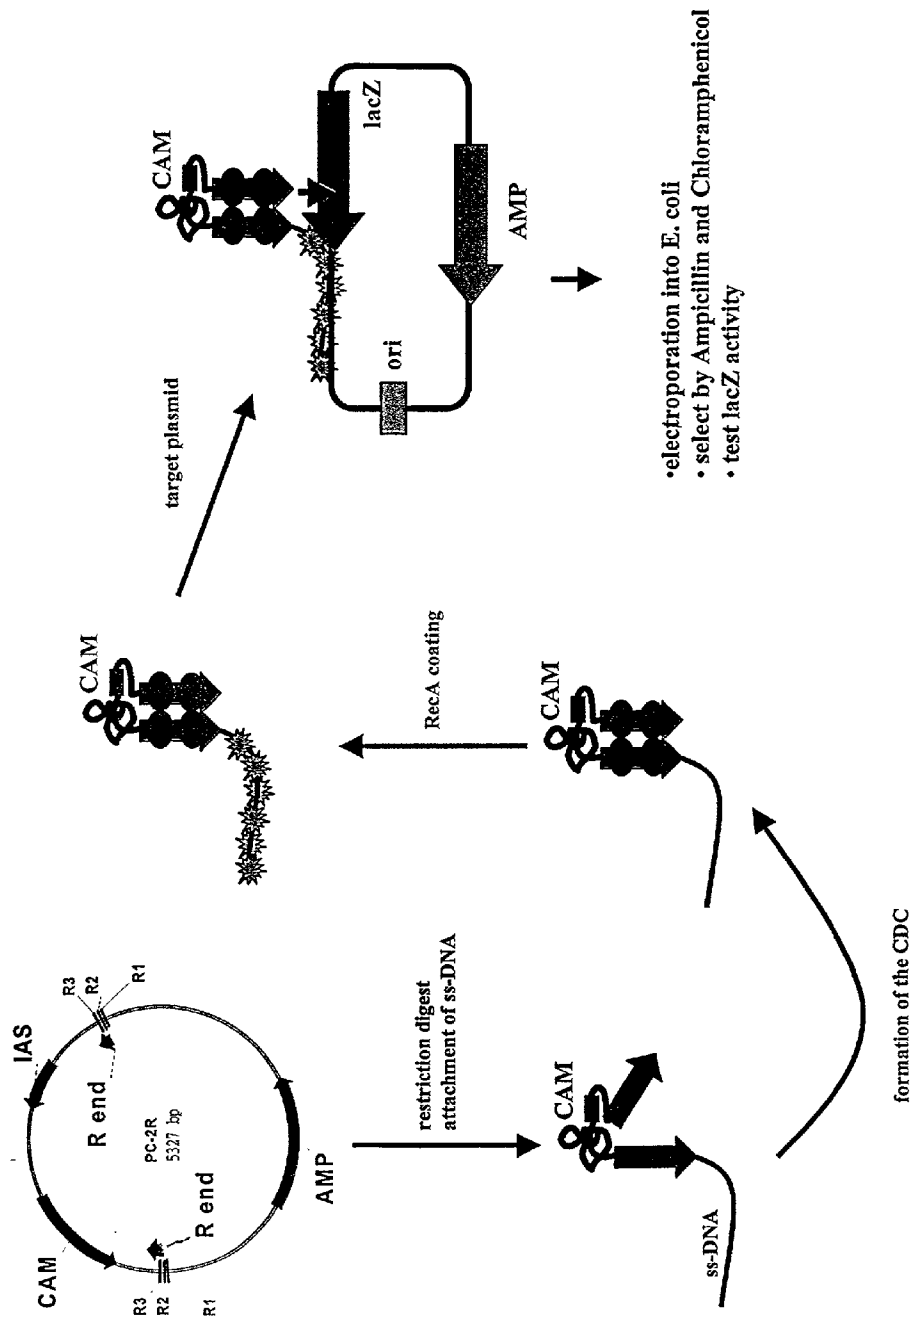 CAM
IAS
R3
R2
R1
R end
PC-2R
5327 bp
R end
R3
R2
R1
AMP
restriction digest
attachment of ss-DNA
CAM
ss-DNA
formation of the CDC
CAM
RecA coating
CAM
target plasmid
CAM
lacZ
ori
AMP
•electroporation into E. coli
• select by Ampicillin and Chloramphenicol
• test lacZ activity